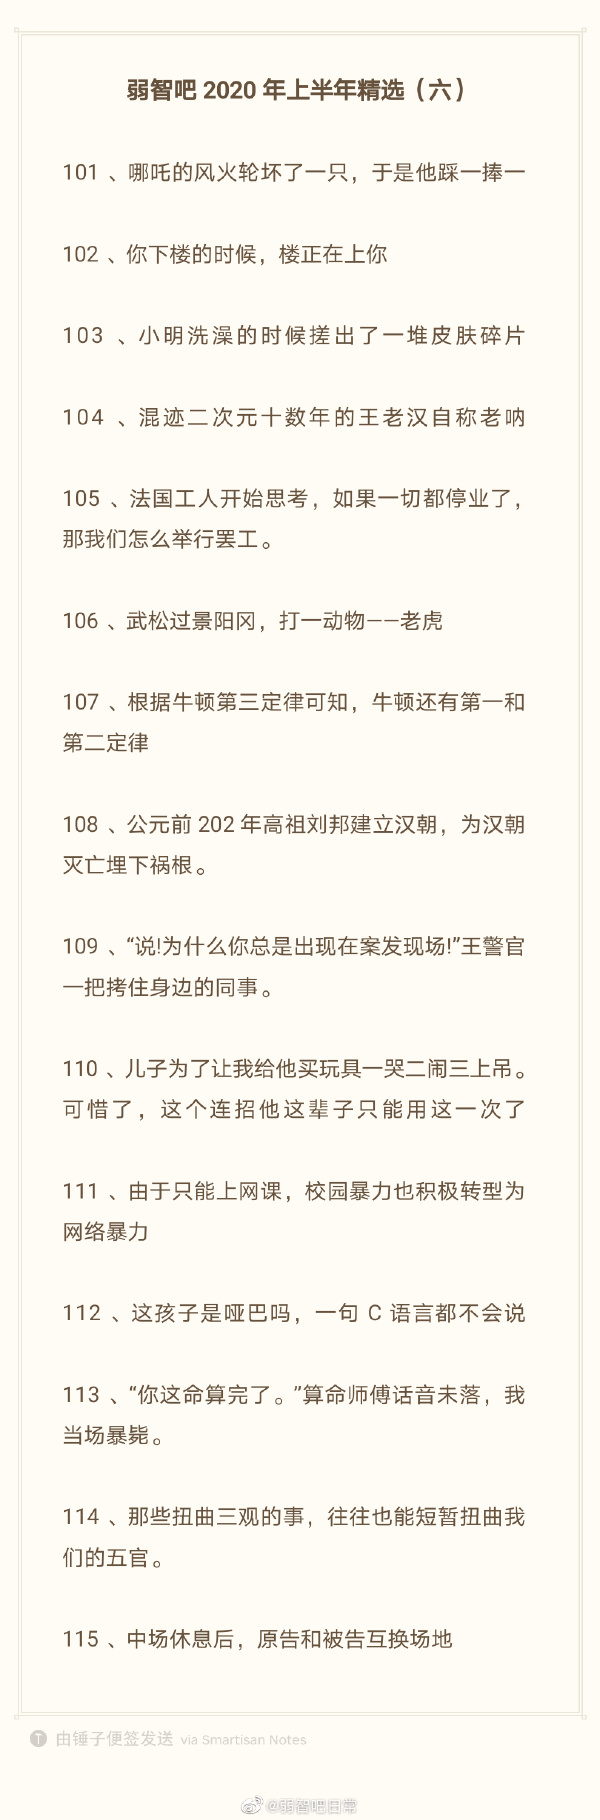 弱智吧 2020 年上半年精选（六）
101 、哪吒的风火轮坏了一只，于是他踩一捧一
102 、你下楼的时候，楼正在上你
103 、小明洗澡的时候搓出了一堆皮肤碎片
104 、混迹二次元十数年的王老汉自称老呐
105 、法国工人开始思考，如果一切都停业了，
那我们怎么举行罢工。
106 、武松过景阳冈，打一动物——老虎
107 、根据牛顿第三定律可知，牛顿还有第一和
第二定律
108 、公元前 202 年高祖刘邦建立汉朝，为汉朝
灭亡埋下祸根。
109 、“说!为什么你总是出现在案发现场!”王警官
一把拷住身边的同事。
110 、儿子为了让我给他买玩具一哭二闹三上吊。
可惜了，这个连招他这辈子只能用这一次了
111 、由于只能上网课，校园暴力也积极转型为
网络暴力
112 、这孩子是哑巴吗，一句 C 语言都不会说
113 、“你这命算完了。”算命师傅话音未落，我
当场暴毙。
114 、那些扭曲三观的事，往往也能短暂扭曲我
们的五官。
115 、中场休息后，原告和被告互换场地
T 由锤子便签发送 via Smartisan Notes
@弱智吧日常